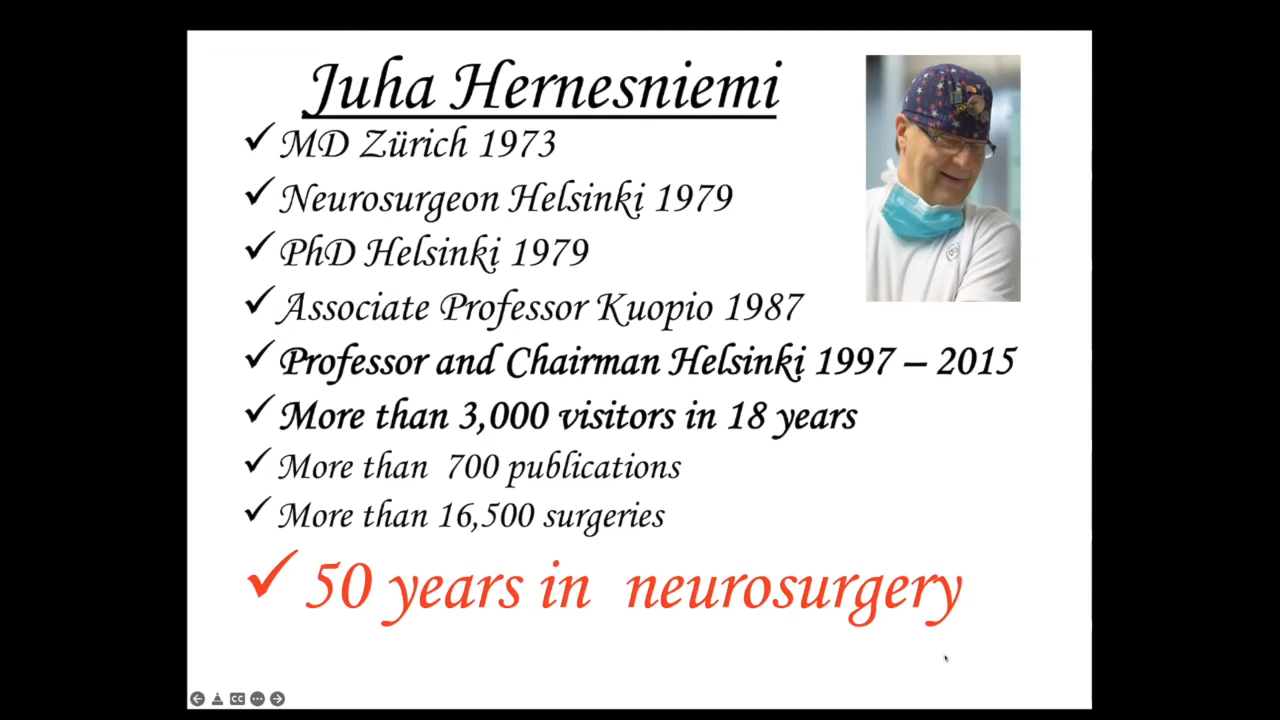 Juha Hernesniemi
✓ MD Zürich 1973
✓ Neurosurgeon Helsinki 1979
✓ PhD Helsinki 1979
✓ Associate Professor Kuopio 1987
✓ Professor and Chairman Helsinki 1997 – 2015
✓ More than 3,000 visitors in 18 years
✓ More than 700 publications
✓ More than 16,500 surgeries
✓ 50 years in neurosurgery
CC